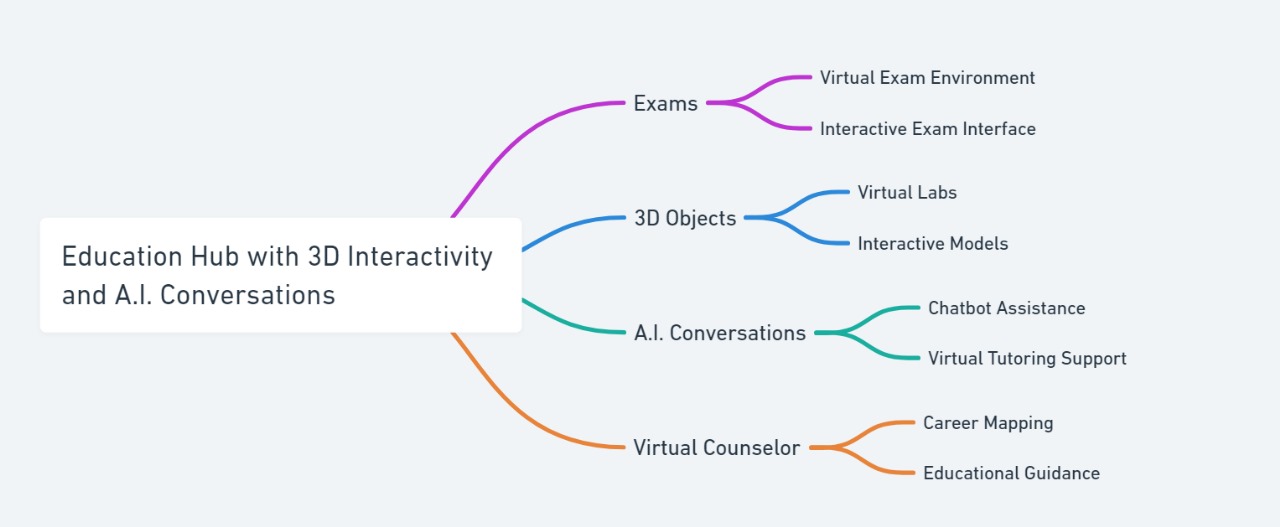 Education Hub with 3D Interactivity
and A.I. Conversations
Exams
Virtual Exam Environment
Interactive Exam Interface
3D Objects
Virtual Labs
Interactive Models
A.I. Conversations
Chatbot Assistance
Virtual Tutoring Support
Virtual Counselor
Career Mapping
Educational Guidance